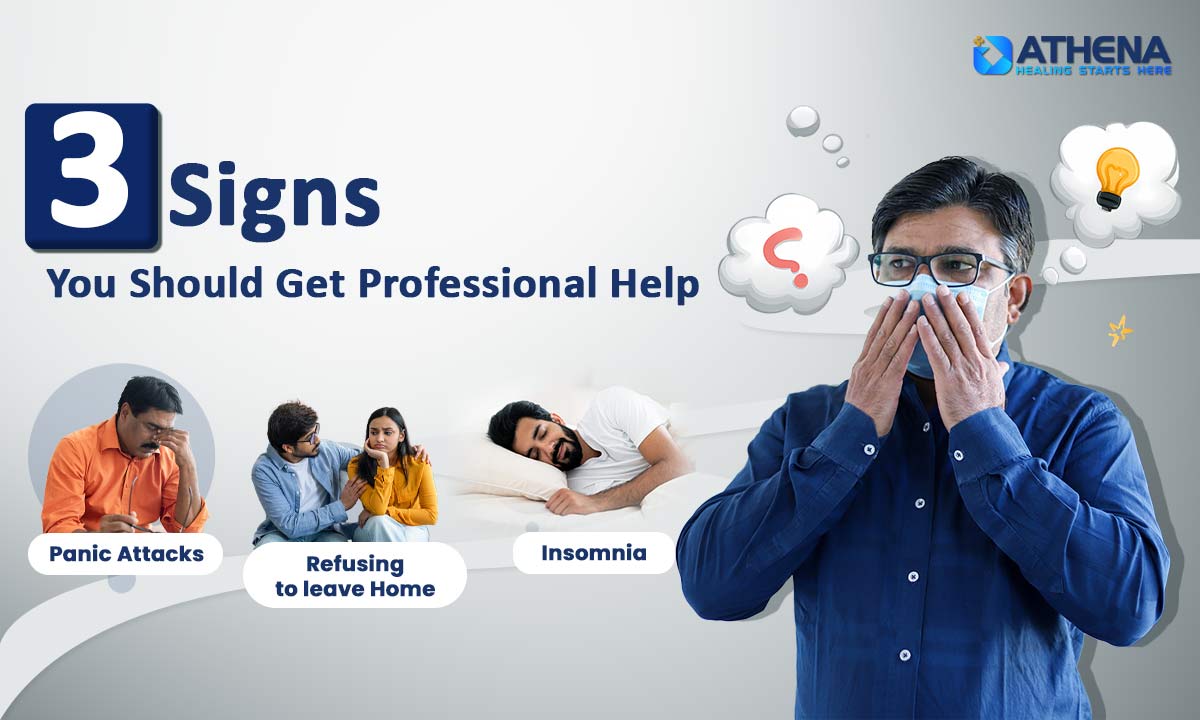 ATHENA
HEALING STARTS HERE
3 Signs
You Should Get Professional Help
Panic Attacks
Refusing
to leave Home
Insomnia